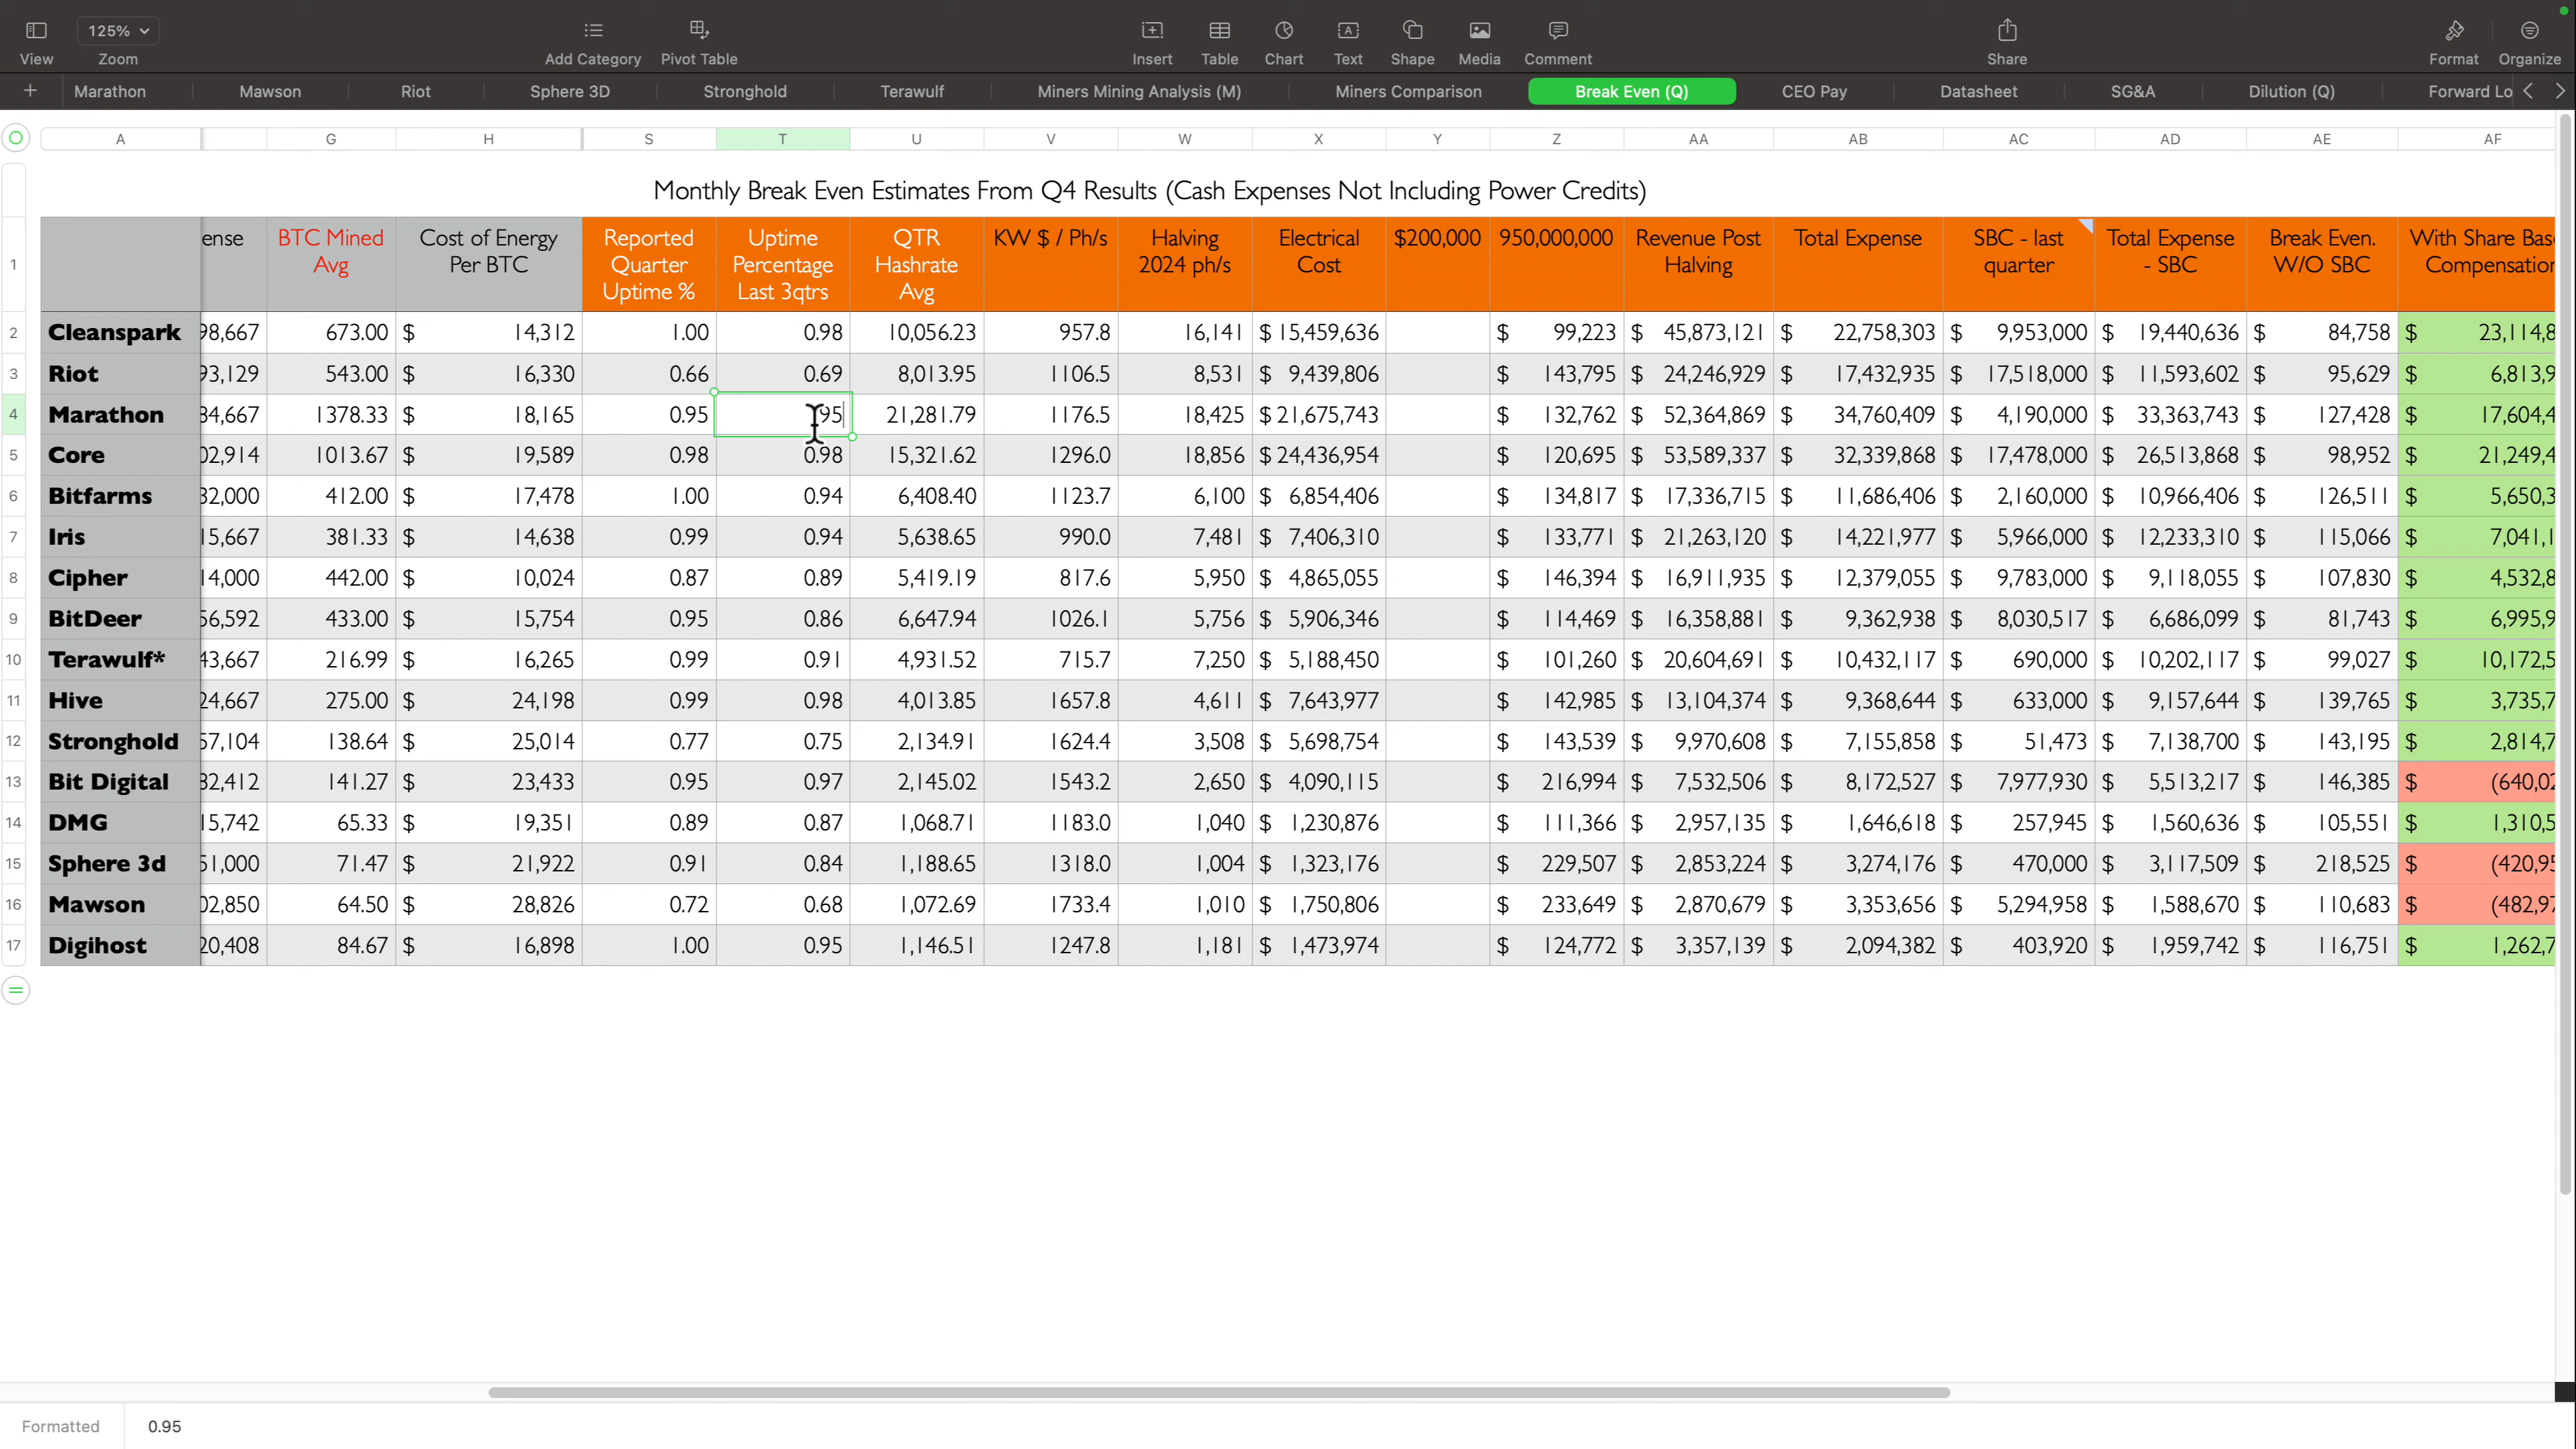 125%
View Zoom Add Category Pivot Table Insert Table Chart Text Shape Media Comment Share Format Organize
Marathon Mawson Riot Sphere 3D Stronghold Terawulf Miners Mining Analysis (M) Miners Comparison Break Even (Q) CEO Pay Datasheet SG&A Dilution (Q) Forward Lo
A G H S T U V W X Y Z AA AB AC AD AE AF
Monthly Break Even Estimates From Q4 Results (Cash Expenses Not Including Power Credits)
1 ense BTC Mined Avg Cost of Energy Per BTC Reported Quarter Uptime % Uptime Percentage Last 3qtrs QTR Hashrate Avg KW $ / Ph/s Halving 2024 ph/s Electrical Cost $200,000 950,000,000 Revenue Post Halving Total Expense SBC - last quarter Total Expense - SBC Break Even. W/O SBC With Share Bas Compensation
2 Cleanspark 98,667 673.00 $ 14,312 1.00 0.98 10,056.23 957.8 16,141 $ 15,459,636 $ 99,223 $ 45,873,121 $ 22,758,303 $ 9,953,000 $ 19,440,636 $ 84,758 $ 23,114,8
3 Riot 93,129 543.00 $ 16,330 0.66 0.69 8,013.95 1106.5 8,531 $ 9,439,806 $ 143,795 $ 24,246,929 $ 17,432,935 $ 17,518,000 $ 11,593,602 $ 95,629 $ 6,813,9
4 Marathon 84,667 1378.33 $ 18,165 0.95 95 21,281.79 1176.5 18,425 $ 21,675,743 $ 132,762 $ 52,364,869 $ 34,760,409 $ 4,190,000 $ 33,363,743 $ 127,428 $ 17,604,4
5 Core 02,914 1013.67 $ 19,589 0.98 0.98 15,321.62 1296.0 18,856 $ 24,436,954 $ 120,695 $ 53,589,337 $ 32,339,868 $ 17,478,000 $ 26,513,868 $ 98,952 $ 21,249,4
6 Bitfarms 32,000 412.00 $ 17,478 1.00 0.94 6,408.40 1123.7 6,100 $ 6,854,406 $ 134,817 $ 17,336,715 $ 11,686,406 $ 2,160,000 $ 10,966,406 $ 126,511 $ 5,650,3
7 Iris 15,667 381.33 $ 14,638 0.99 0.94 5,638.65 990.0 7,481 $ 7,406,310 $ 133,771 $ 21,263,120 $ 14,221,977 $ 5,966,000 $ 12,233,310 $ 115,066 $ 7,041,1
8 Cipher 14,000 442.00 $ 10,024 0.87 0.89 5,419.19 817.6 5,950 $ 4,865,055 $ 146,394 $ 16,911,935 $ 12,379,055 $ 9,783,000 $ 9,118,055 $ 107,830 $ 4,532,8
9 BitDeer 56,592 433.00 $ 15,754 0.95 0.86 6,647.94 1026.1 5,756 $ 5,906,346 $ 114,469 $ 16,358,881 $ 9,362,938 $ 8,030,517 $ 6,686,099 $ 81,743 $ 6,995,9
10 Terawulf* 43,667 216.99 $ 16,265 0.99 0.91 4,931.52 715.7 7,250 $ 5,188,450 $ 101,260 $ 20,604,691 $ 10,432,117 $ 690,000 $ 10,202,117 $ 99,027 $ 10,172,5
11 Hive 24,667 275.00 $ 24,198 0.99 0.98 4,013.85 1657.8 4,611 $ 7,643,977 $ 142,985 $ 13,104,374 $ 9,368,644 $ 633,000 $ 9,157,644 $ 139,765 $ 3,735,7
12 Stronghold 57,104 138.64 $ 25,014 0.77 0.75 2,134.91 1624.4 3,508 $ 5,698,754 $ 143,539 $ 9,970,608 $ 7,155,858 $ 51,473 $ 7,138,700 $ 143,195 $ 2,814,7
13 Bit Digital 32,412 141.27 $ 23,433 0.95 0.97 2,145.02 1543.2 2,650 $ 4,090,115 $ 216,994 $ 7,532,506 $ 8,172,527 $ 7,977,930 $ 5,513,217 $ 146,385 $ (640,02
14 DMG 15,742 65.33 $ 19,351 0.89 0.87 1,068.71 1183.0 1,040 $ 1,230,876 $ 111,366 $ 2,957,135 $ 1,646,618 $ 257,945 $ 1,560,636 $ 105,551 $ 1,310,5
15 Sphere 3d 51,000 71.47 $ 21,922 0.91 0.84 1,188.65 1318.0 1,004 $ 1,323,176 $ 229,507 $ 2,853,224 $ 3,274,176 $ 470,000 $ 3,117,509 $ 218,525 $ (420,95
16 Mawson 02,850 64.50 $ 28,826 0.72 0.68 1,072.69 1733.4 1,010 $ 1,750,806 $ 233,649 $ 2,870,679 $ 3,353,656 $ 5,294,958 $ 1,588,670 $ 110,683 $ (482,97
17 Digihost 20,408 84.67 $ 16,898 1.00 0.95 1,146.51 1247.8 1,181 $ 1,473,974 $ 124,772 $ 3,357,139 $ 2,094,382 $ 403,920 $ 1,959,742 $ 116,751 $ 1,262,7
Formatted 0.95